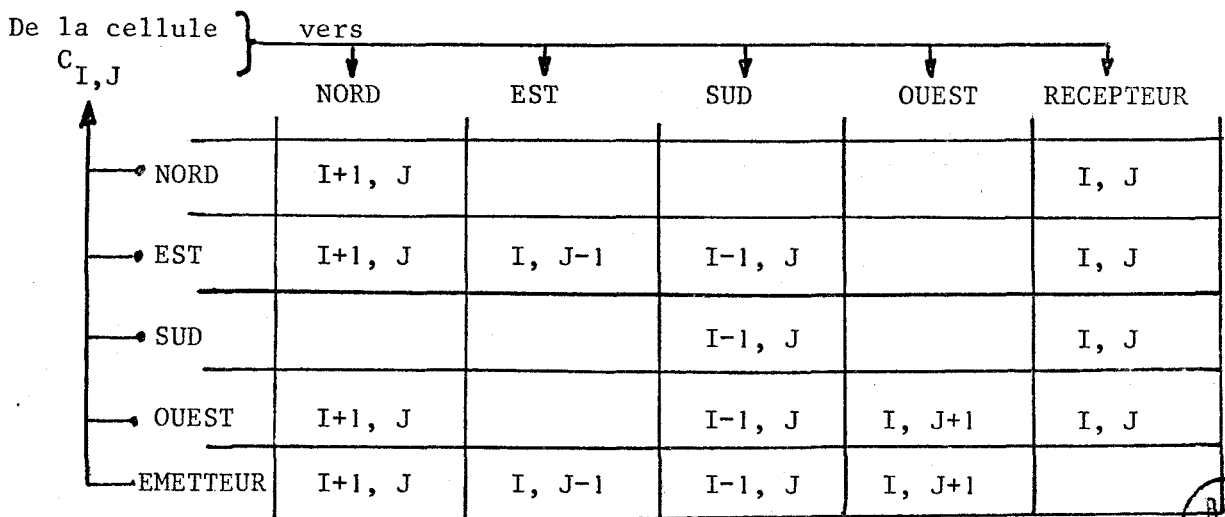 De la cellule vers
C I,J
NORD EST SUD OUEST RECEPTEUR
NORD I+1, J I, J
EST I+1, J I, J-1 I-1, J I, J
SUD I-1, J I, J
OUEST I+1, J I-1, J I, J+1 I, J
EMETTEUR I+1, J I, J-1 I-1, J I, J+1